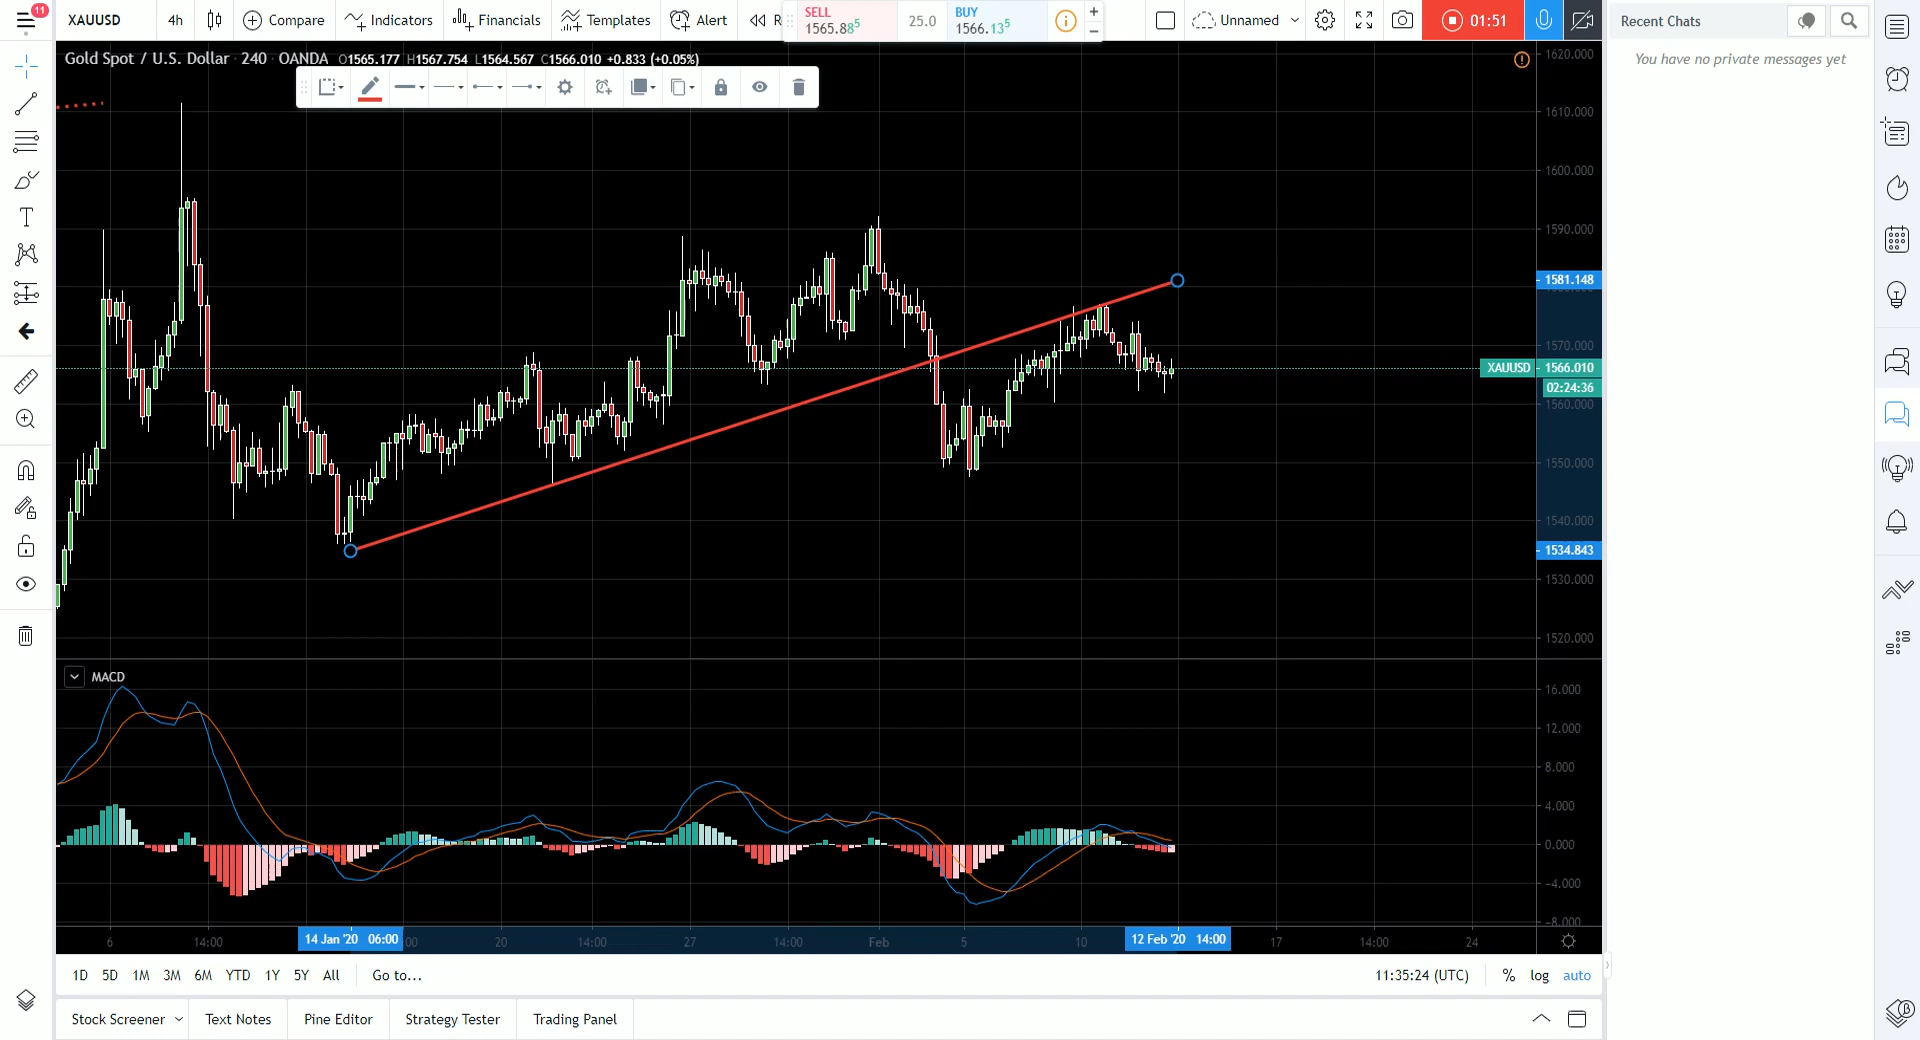 11
XAUUSD
4h
Compare
Indicators
Financials
Templates
Alert
R
SELL
1565.885
25.0
BUY
1566.135
Unnamed
01:51
Recent Chats
You have no private messages yet
Gold Spot / U.S. Dollar · 240 · OANDA O1565.177 H1567.754 L1564.567 C1566.010 +0.833 (+0.05%)
1620.000
1610.000
1600.000
1590.000
1581.148
1570.000
XAUUSD 1566.010
02:24:36
1560.000
1550.000
1540.000
1534.843
1530.000
1520.000
MACD
16.000
12.000
8.000
4.000
0.000
-4.000
-8.000
6 14:00 14 Jan '20 06:00 :00 20 14:00 27 14:00 Feb 5 10 12 Feb '20 14:00 17 14:00 24
1D 5D 1M 3M 6M YTD 1Y 5Y All Go to... 11:35:24 (UTC) % log auto
Stock Screener Text Notes Pine Editor Strategy Tester Trading Panel